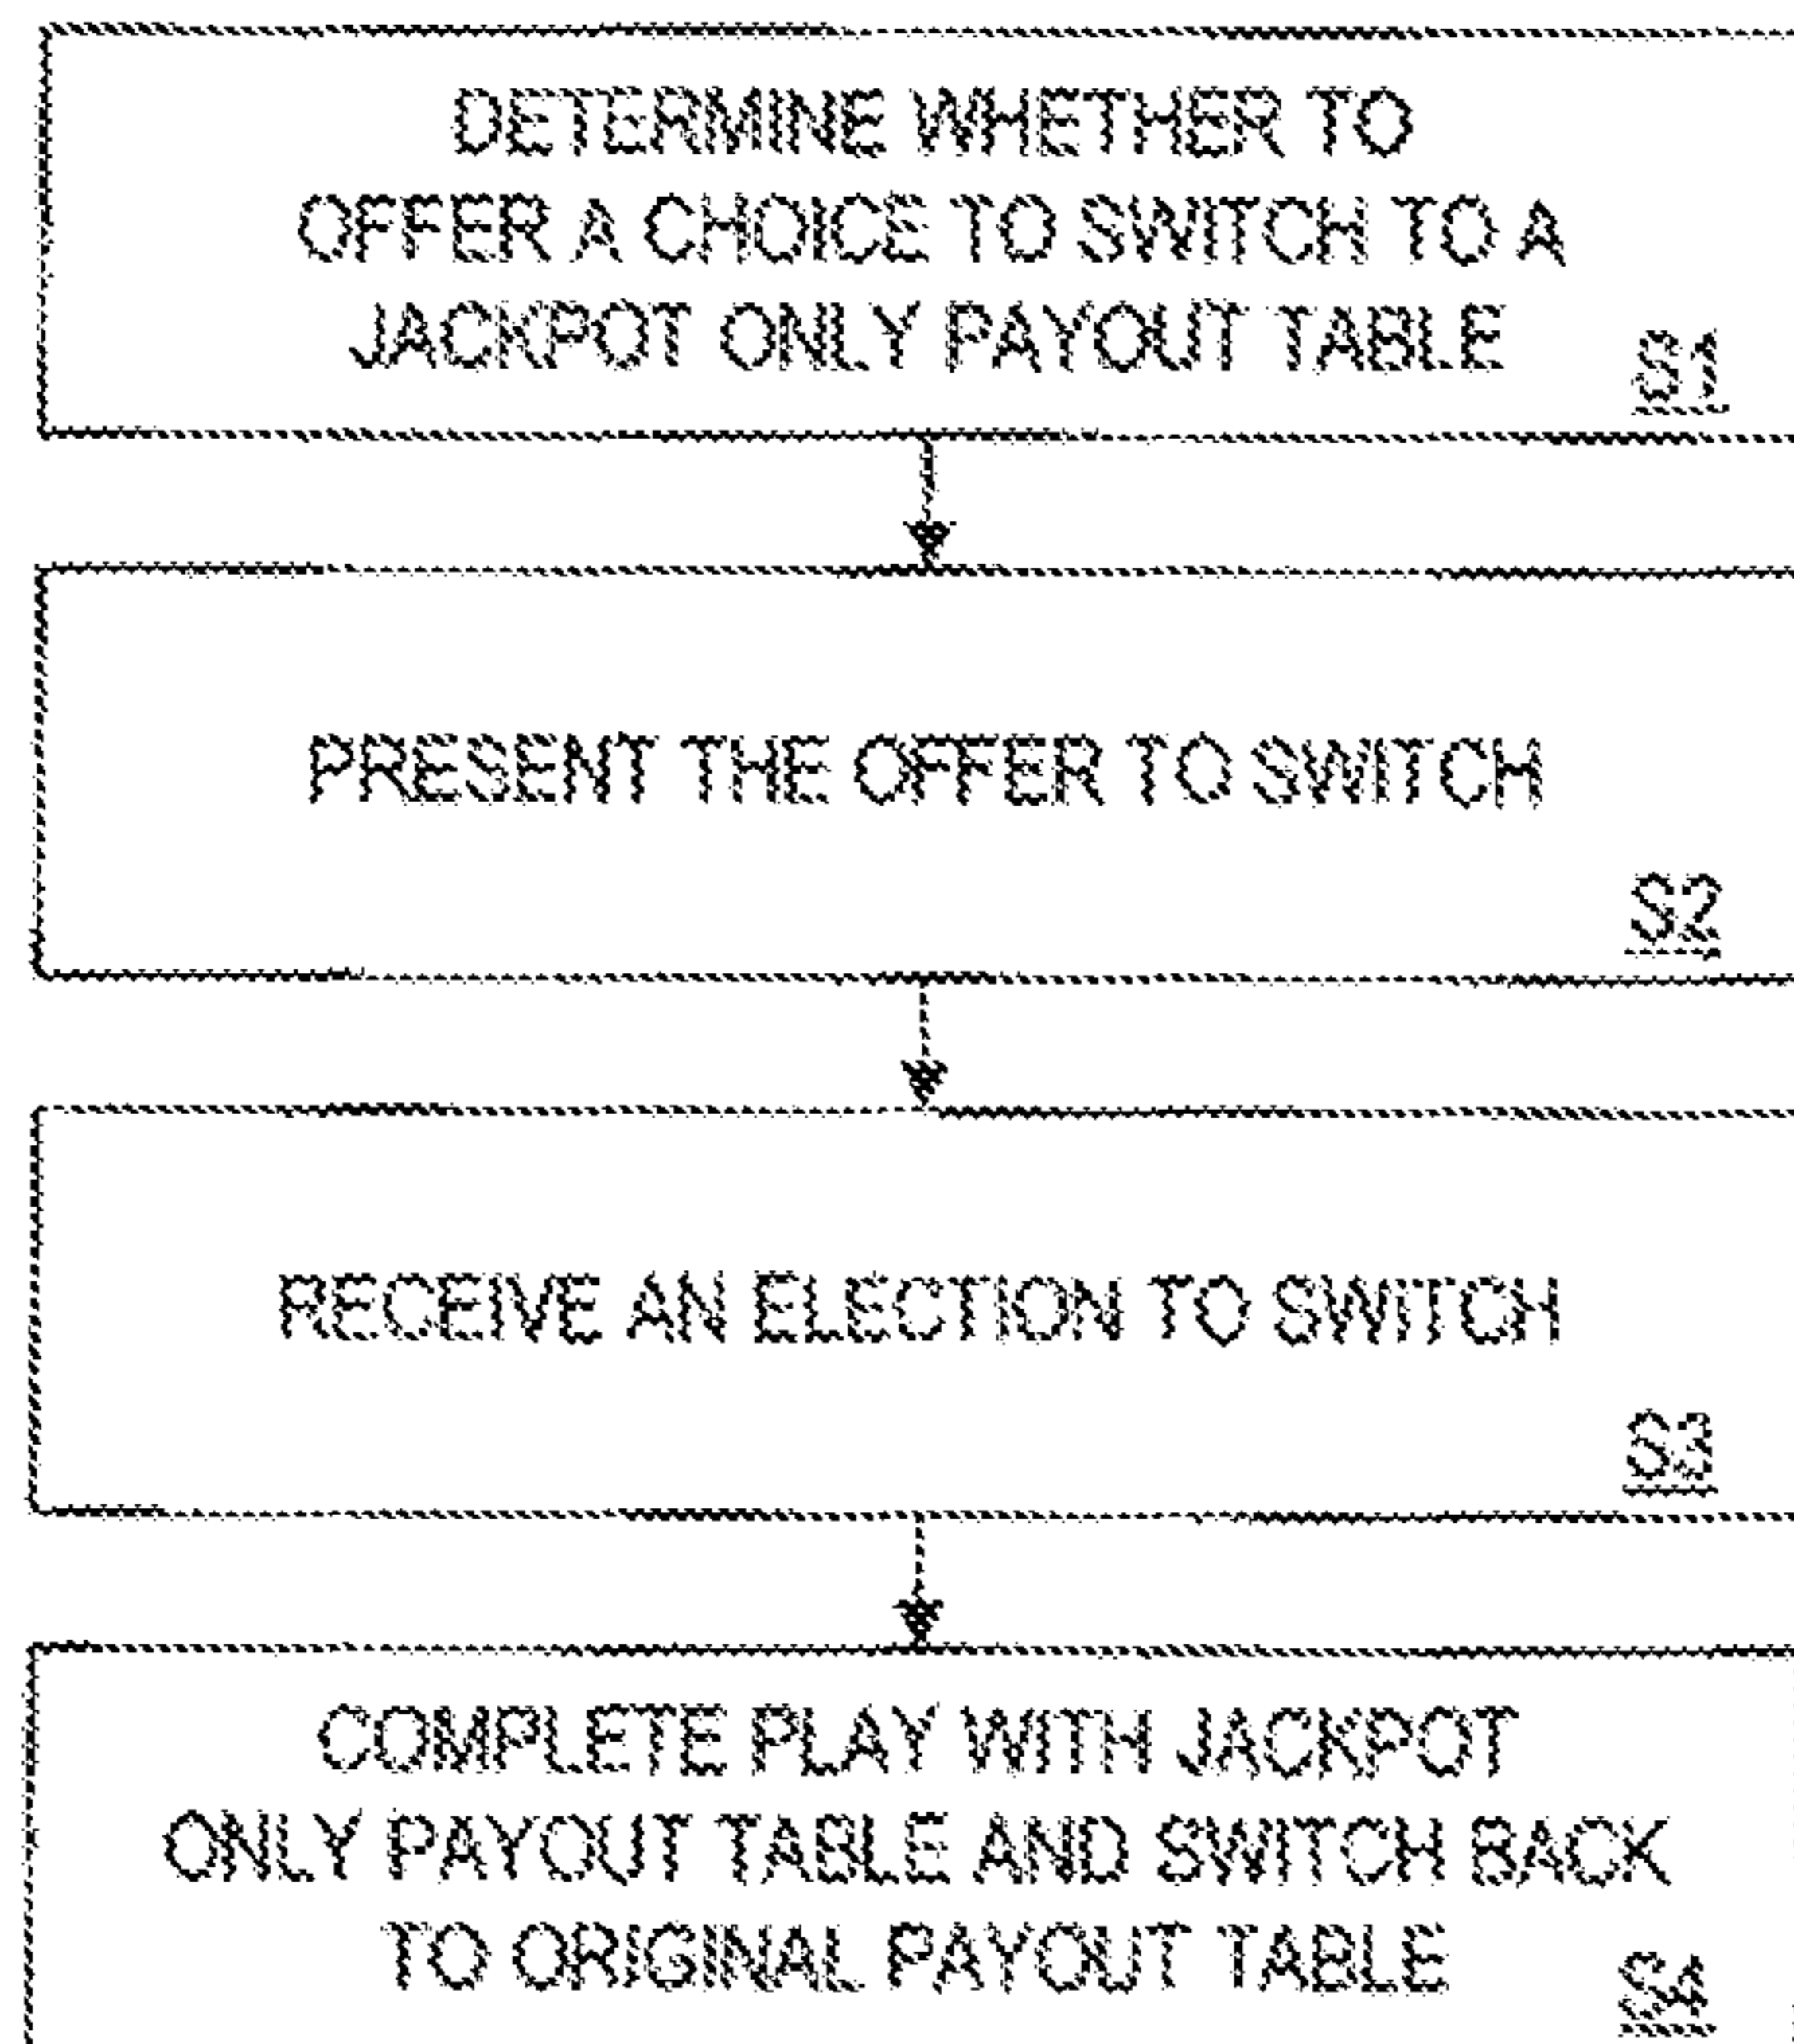 DETERMINE WHETHER TO
OFFER A CHOICE TO SWITCH TO A
JACKPOT ONLY PAYOUT TABLE
S1
PRESENT THE OFFER TO SWITCH
S2
RECEIVE AN ELECTION TO SWITCH
S3
COMPLETE PLAY WITH JACKPOT
ONLY PAYOUT TABLE AND SWITCH BACK
TO ORIGINAL PAYOUT TABLE
S4